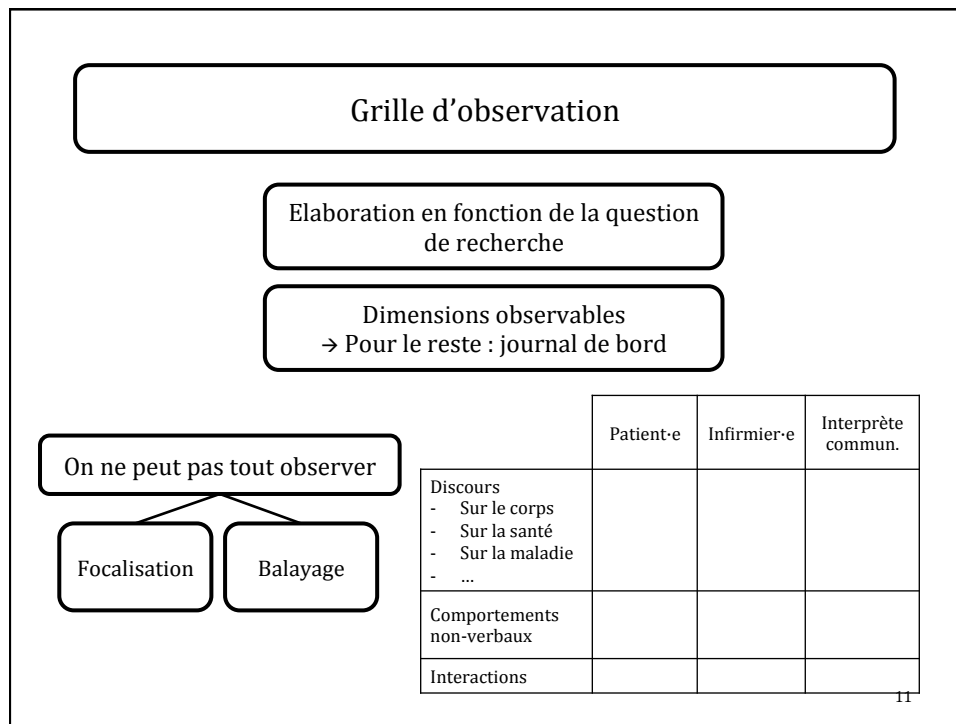 Grille d’observation
Elaboration en fonction de la question
de recherche
Dimensions observables
→ Pour le reste : journal de bord
On ne peut pas tout observer
Focalisation
Balayage
Patient·e
Infirmier·e
Interprète
commun.
Discours
- Sur le corps
- Sur la santé
- Sur la maladie
- …
Comportements
non-verbaux
Interactions
11